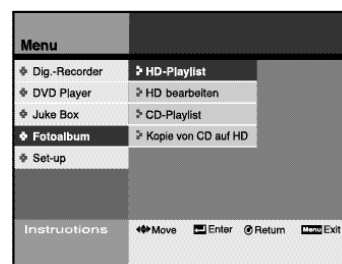 Menu
Dig.-Recorder
HD-Playlist
DVD Player
HD bearbeiten
Juke Box
CD-Playlist
Fotoalbum
Kopie von CD auf HD
Set-up
Instructions
Move
Enter
Return
Menu Exit